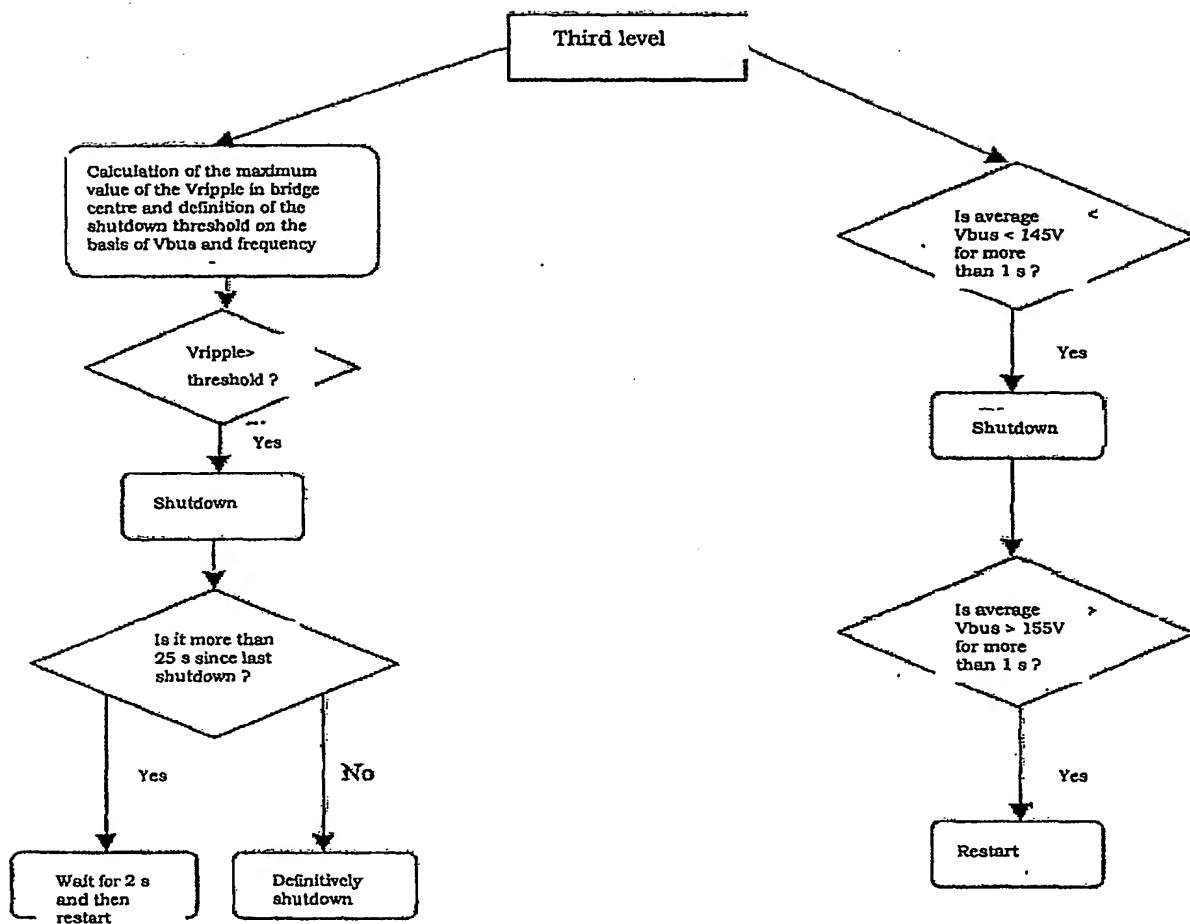 Third level
Calculation of the maximum
value of the Vripple in bridge
centre and definition of the
shutdown threshold on the
basis of Vbus and frequency
Vripple>
threshold ?
Yes
Shutdown
Is it more than
25 s since last
shutdown ?
Yes
No
Wait for 2 s
and then
restart
Definitively
shutdown
Is average <
Vbus < 145V
for more
than 1 s ?
Yes
Shutdown
Is average >
Vbus > 155V
for more
than 1 s ?
Yes
Restart